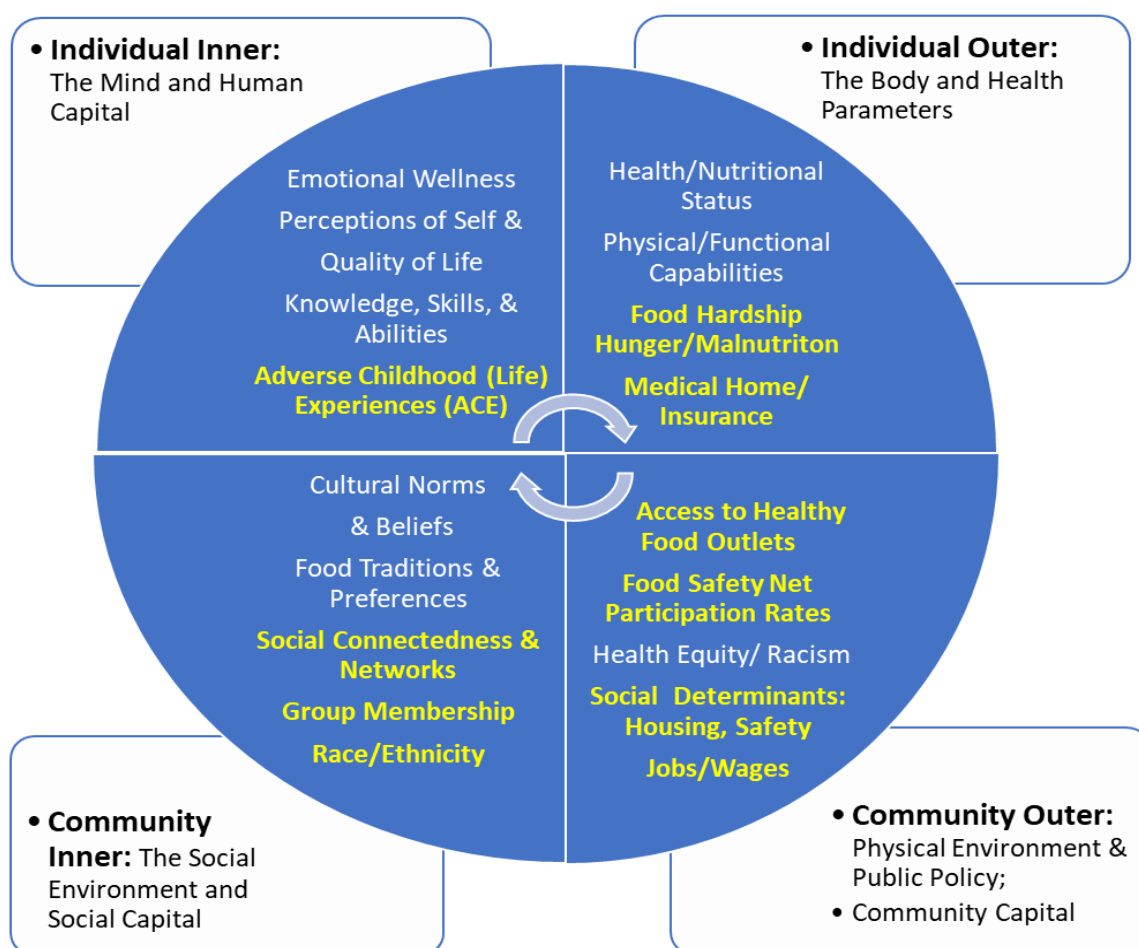 • Individual Inner:
The Mind and Human
Capital
• Individual Outer:
The Body and Health
Parameters
Emotional Wellness
Perceptions of Self &
Quality of Life
Knowledge, Skills, &
Abilities
Adverse Childhood (Life)
Experiences (ACE)
Health/Nutritional
Status
Physical/Functional
Capabilities
Food Hardship
Hunger/Malnutriton
Medical Home/
Insurance
Cultural Norms
& Beliefs
Food Traditions &
Preferences
Social Connectedness &
Networks
Group Membership
Race/Ethnicity
Access to Healthy
Food Outlets
Food Safety Net
Participation Rates
Health Equity/ Racism
Social Determinants:
Housing, Safety
Jobs/Wages
• Community
Inner: The Social
Environment and
Social Capital
• Community Outer:
Physical Environment &
Public Policy;
• Community Capital